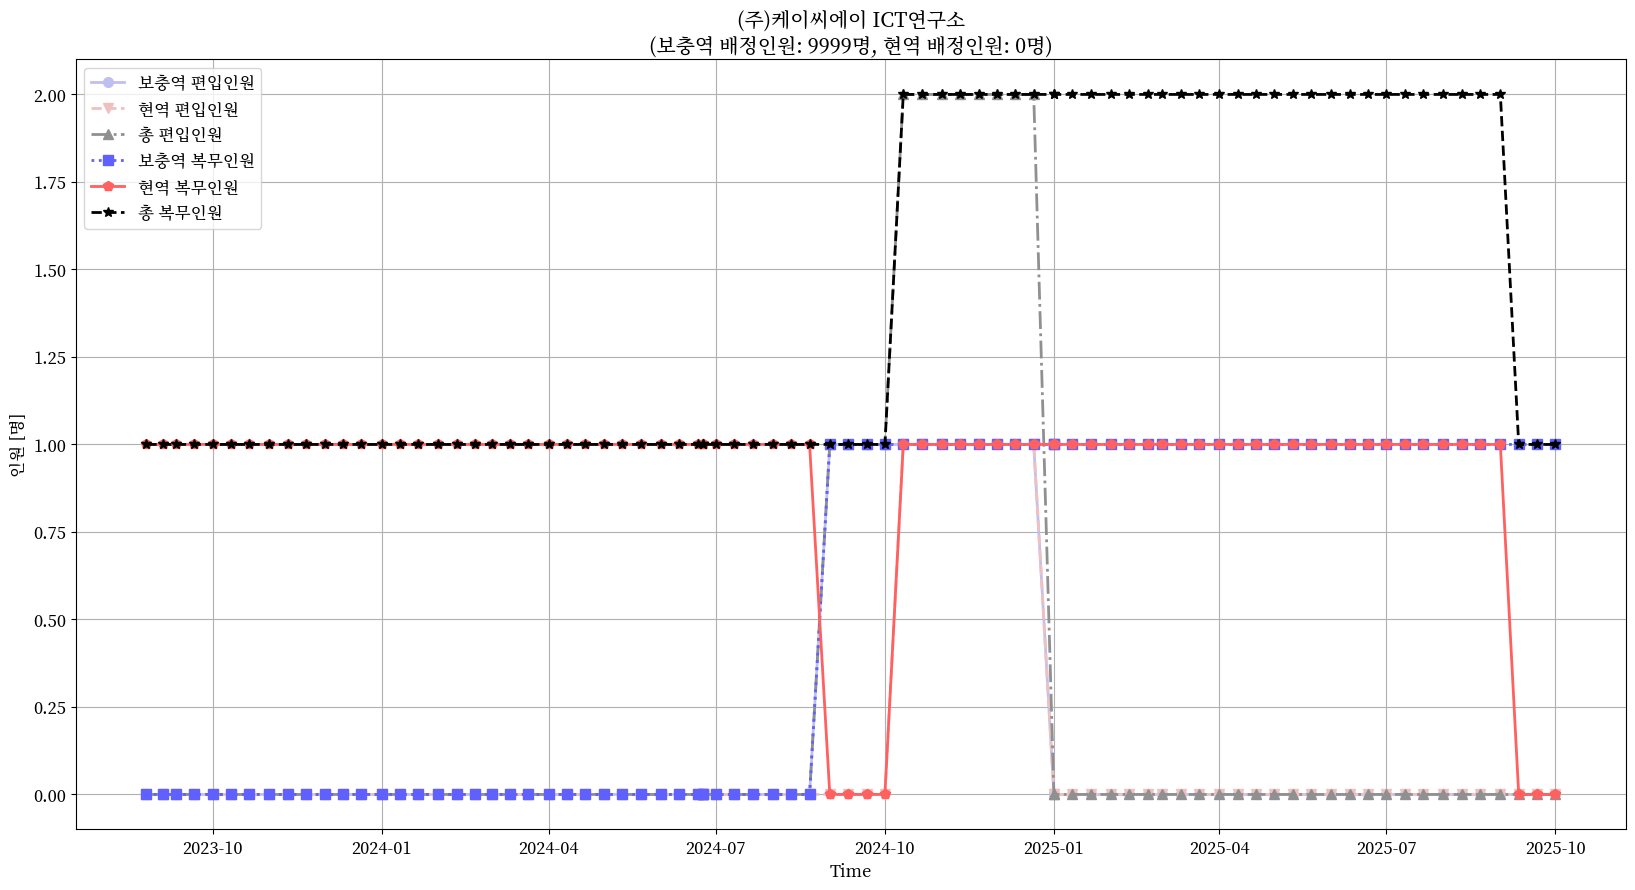 (주)케이씨에이 ICT연구소
(보충역 배정인원: 9999명, 현역 배정인원: 0명)
보충역 편입인원
현역 편입인원
총 편입인원
보충역 복무인원
현역 복무인원
총 복무인원
2.00
1.75
1.50
1.25
1.00
0.75
0.50
0.25
0.00
인원 [명]
2023-10 2024-01 2024-04 2024-07 2024-10 2025-01 2025-04 2025-07 2025-10
Time